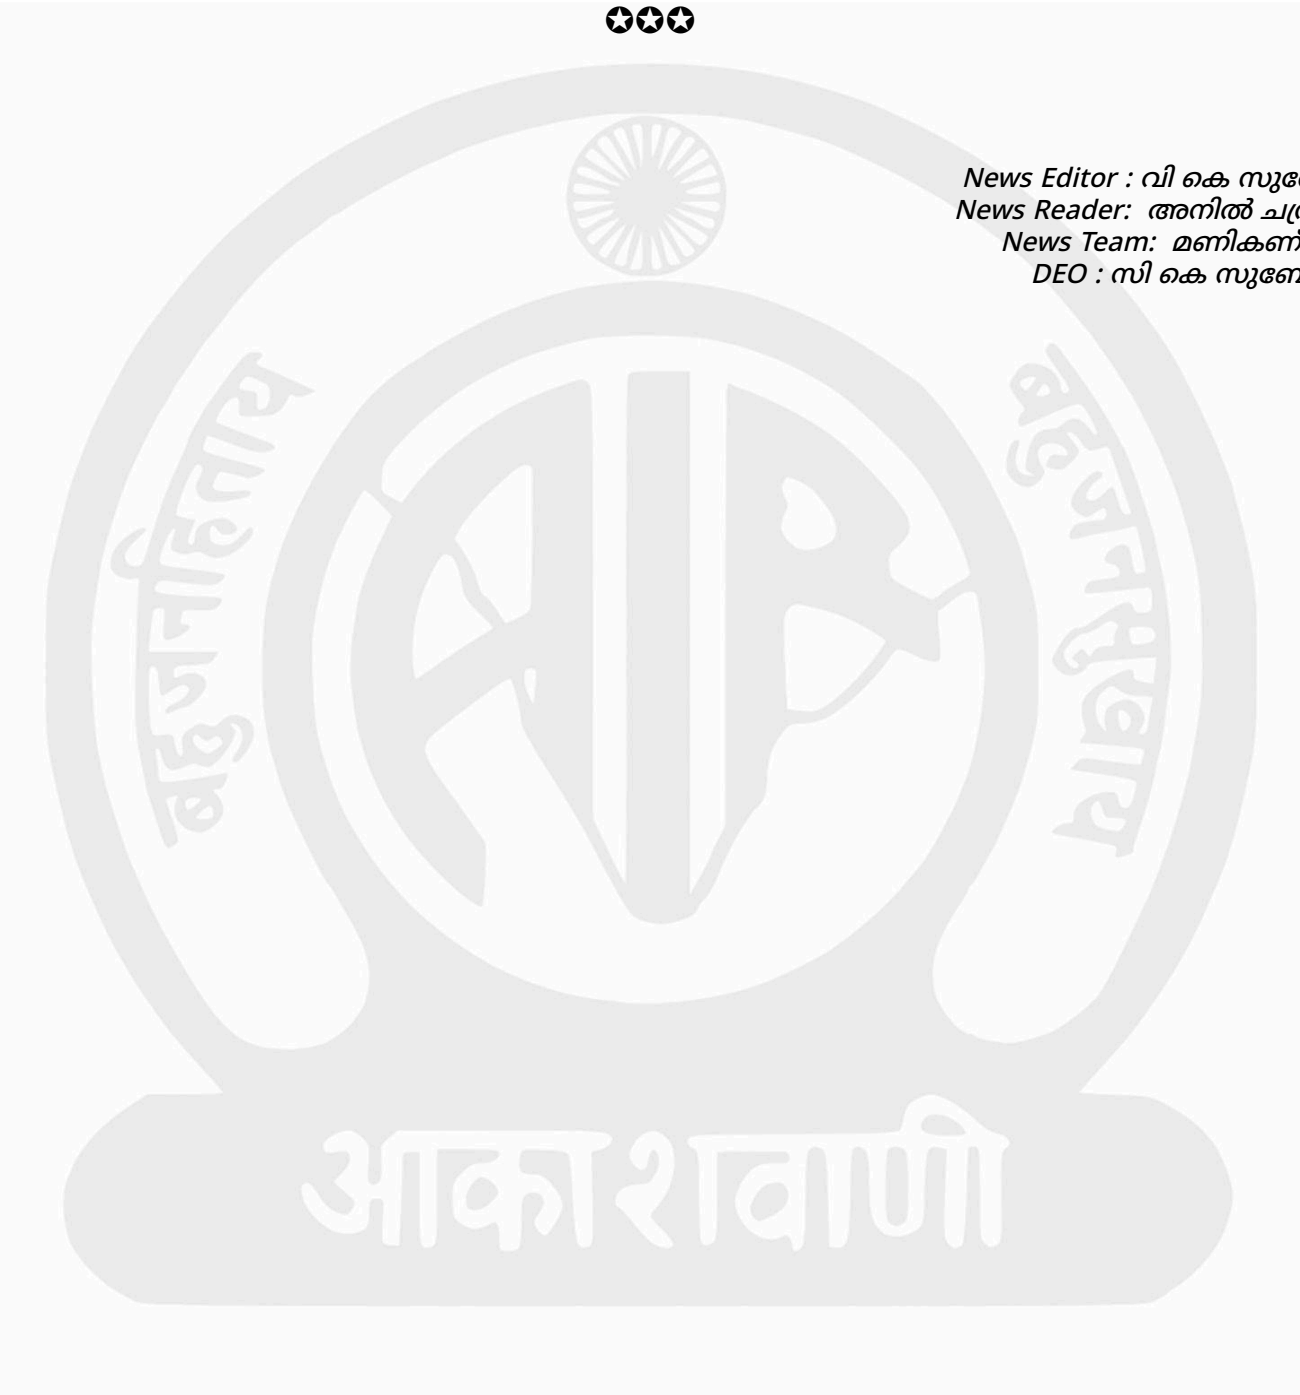 ✪✪✪
News Editor : വി കെ
News Reader: അനിൽ
News Team:
DEO : സി കെ
बहुजनहिताय
बहुजनसुखाय
आकाशवाणी